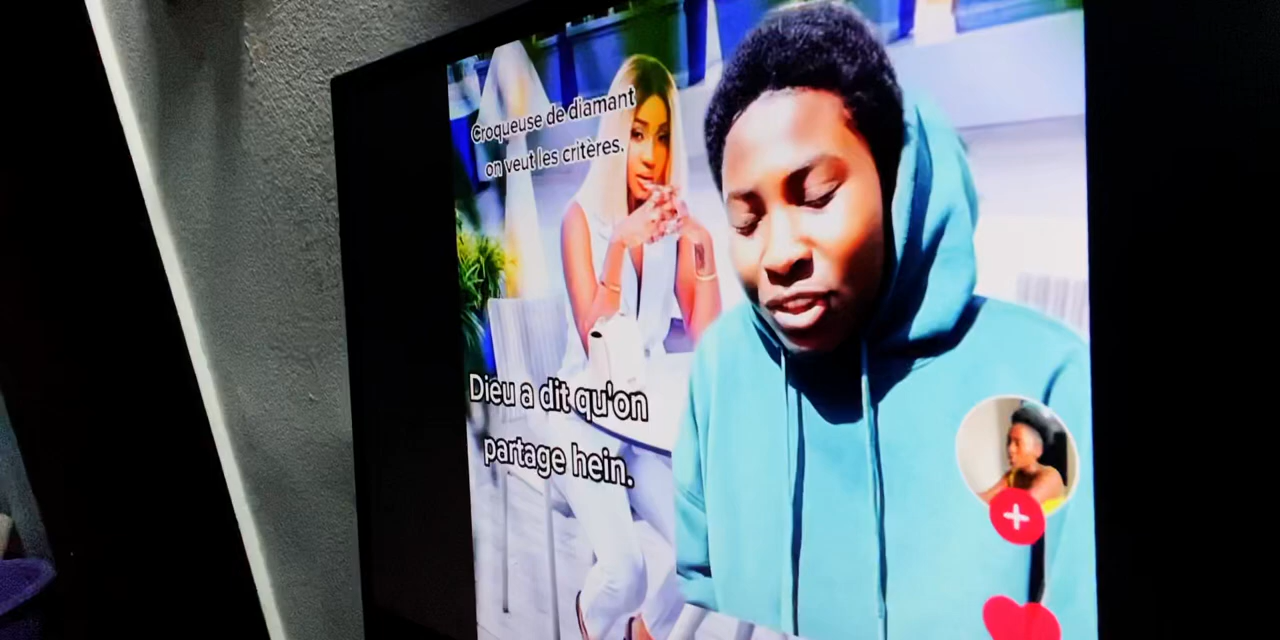 Croqueuse de diamant
on veut les critères.
Dieu a dit qu'on
partage hein.